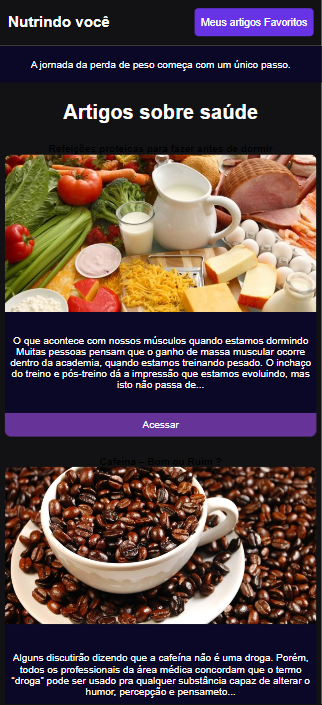 Nutrindo você
Meus artigos Favoritos
A jornada da perda de peso começa com um único passo.
Artigos sobre saúde
Refeições proteicas para fazer antes de dormir
O que acontece com nossos músculos quando estamos dormindo
Muitas pessoas pensam que o ganho de massa muscular ocorre
dentro da academia, quando estamos treinando pesado. O inchaço
do treino e pós-treino dá a impressão que estamos evoluindo, mas
isto não passa de...
Acessar
Cafeína – Bom ou Ruim ?
Alguns discutirão dizendo que a cafeína não é uma droga. Porém,
todos os profissionais da área médica concordam que o termo
“droga” pode ser usado pra qualquer substância capaz de alterar o
humor, percepção e pensameto...